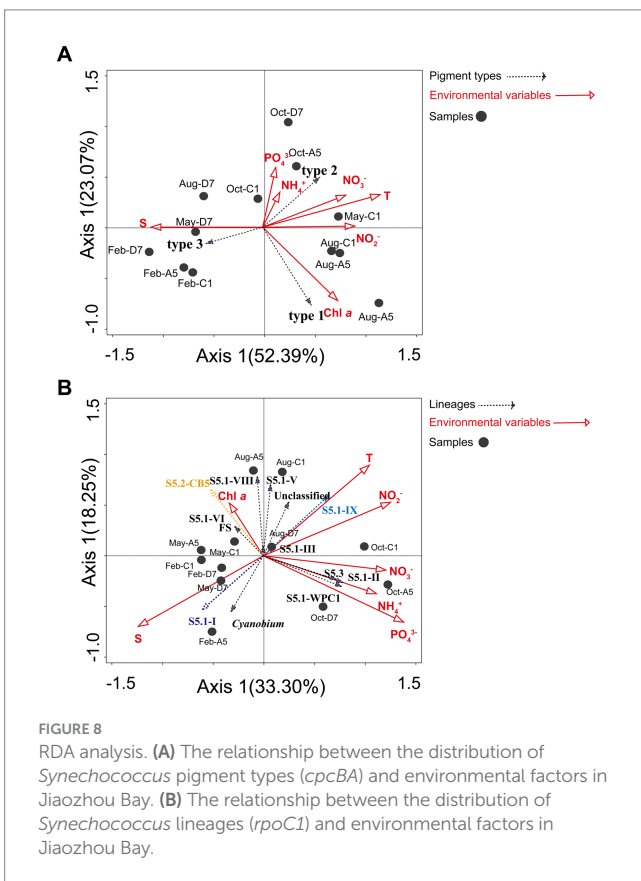 A
Pigment types
Environmental variables
Samples
1.5
Oct-D7
PO₄³⁻
Oct-A5
type 2
NH₄⁺
NO₃⁻
T
Aug-D7
Oct-C1
May-C1
S
May-D7
NO₂⁻
type 3
Feb-D7
Aug-C1
Aug-A5
Feb-A5
Feb-C1
type 1
Chl a
Aug-A5
Axis 1(23.07%)
-1.0
-1.5
Axis 1(52.39%)
1.5
B
Lineages
Environmental variables
Samples
1.5
Aug-A5
Aug-C1
T
S5.1-VIII
S5.1-V
S5.2-CB5
Chl a
Unclassified
NO₂⁻
S5.1-IX
S5.1-VI
FS
Aug-D7
May-A5
May-C1
S5.1-III
Oct-C1
Feb-C1
Feb-D7
S5.3
S5.1-II
NO₃⁻
May-D7
Oct-A5
S5.1-WPC1
NH₄⁺
S5.1-I
Cyanobium
Oct-D7
PO₄³⁻
S
Feb-A5
Axis 1(18.25%)
-1.0
-1.5
Axis 1(33.30%)
1.5
FIGURE 8
RDA analysis. (A) The relationship between the distribution of
Synechococcus pigment types (cpcBA) and environmental factors in
Jiaozhou Bay. (B) The relationship between the distribution of
Synechococcus lineages (rpoC1) and environmental factors in
Jiaozhou Bay.